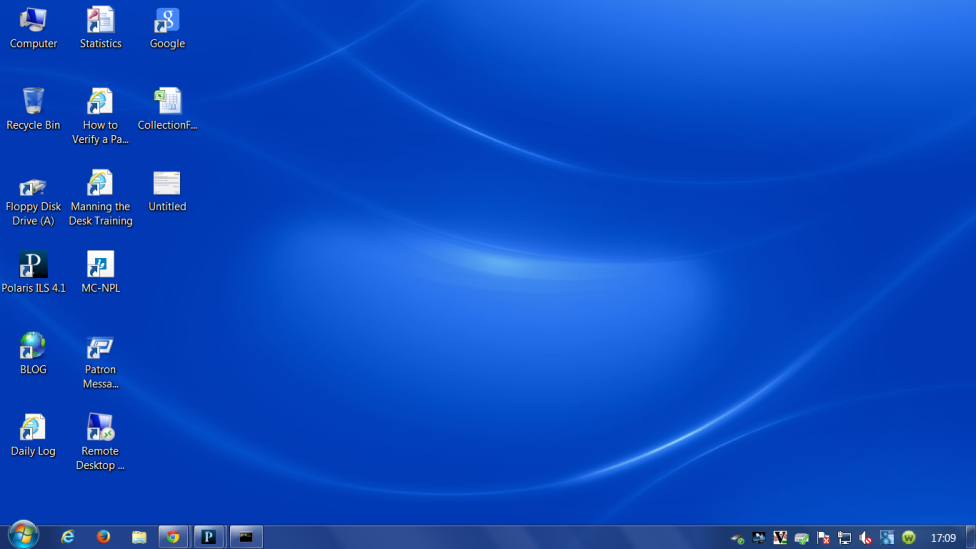 Computer
Statistics
Google
Recycle Bin
How to
Verify a Pa...
CollectionF...
Floppy Disk
Drive (A)
Manning the
Desk Training
Untitled
Polaris ILS 4.1
MC-NPL
BLOG
Patron
Messa...
Daily Log
Remote
Desktop ...
17:09